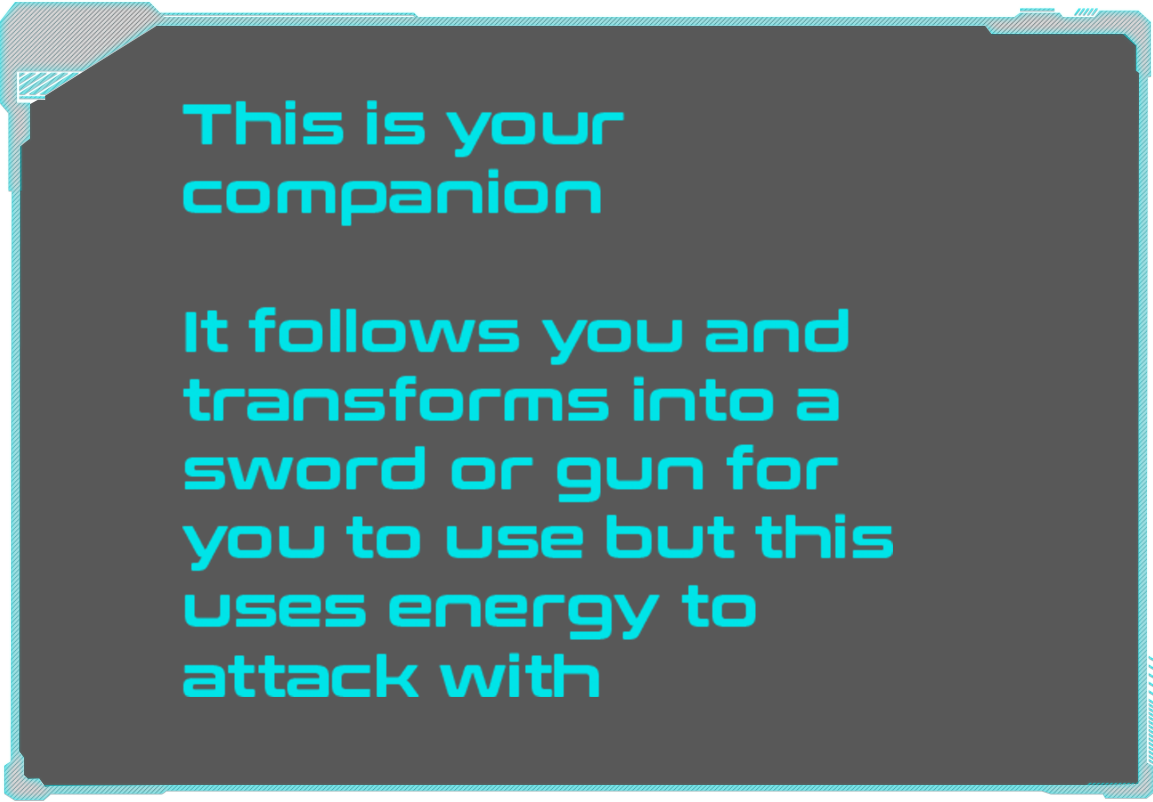 This is your
companion
It follows you and
transforms into a
sword or gun for
you to use but this
uses energy to
attack with